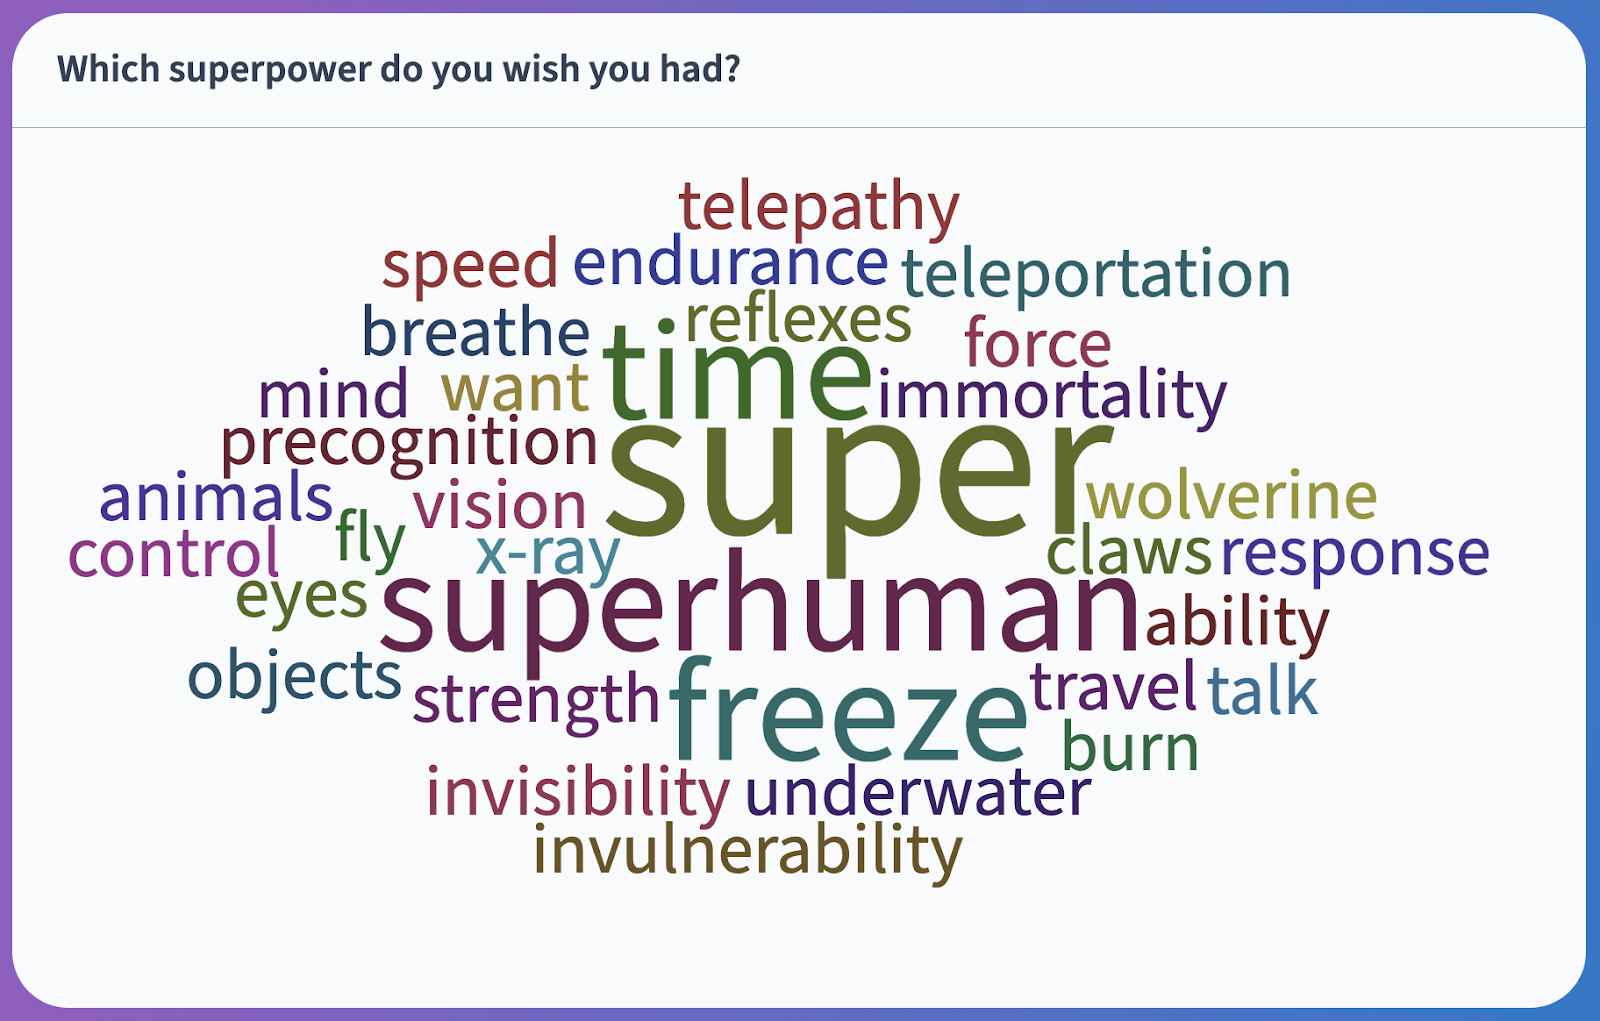 Which superpower do you wish you had?
telepathy
speed endurance teleportation
breathe reflexes force
mind want time immortality
precognition super
animals vision wolverine
control fly x-ray claws response
eyes superhuman ability
objects strength freeze travel talk
burn
invisibility underwater
invulnerability